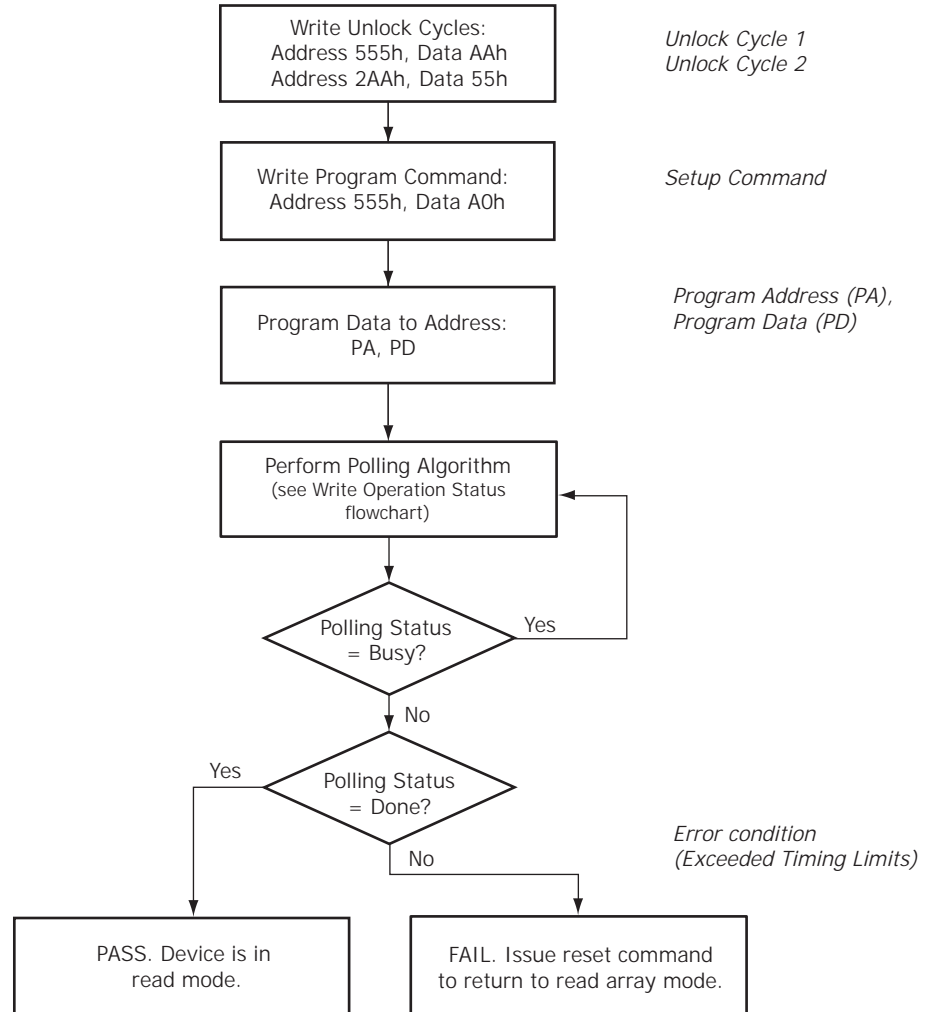 Write Unlock Cycles:
Address 555h, Data AAh
Address 2AAh, Data 55h
Unlock Cycle 1
Unlock Cycle 2
Write Program Command:
Address 555h, Data A0h
Setup Command
Program Data to Address:
PA, PD
Program Address (PA),
Program Data (PD)
Perform Polling Algorithm
(see Write Operation Status
flowchart)
Polling Status
= Busy?
Yes
No
Polling Status
= Done?
Yes
No
Error condition
(Exceeded Timing Limits)
PASS. Device is in
read mode.
FAIL. Issue reset command
to return to read array mode.